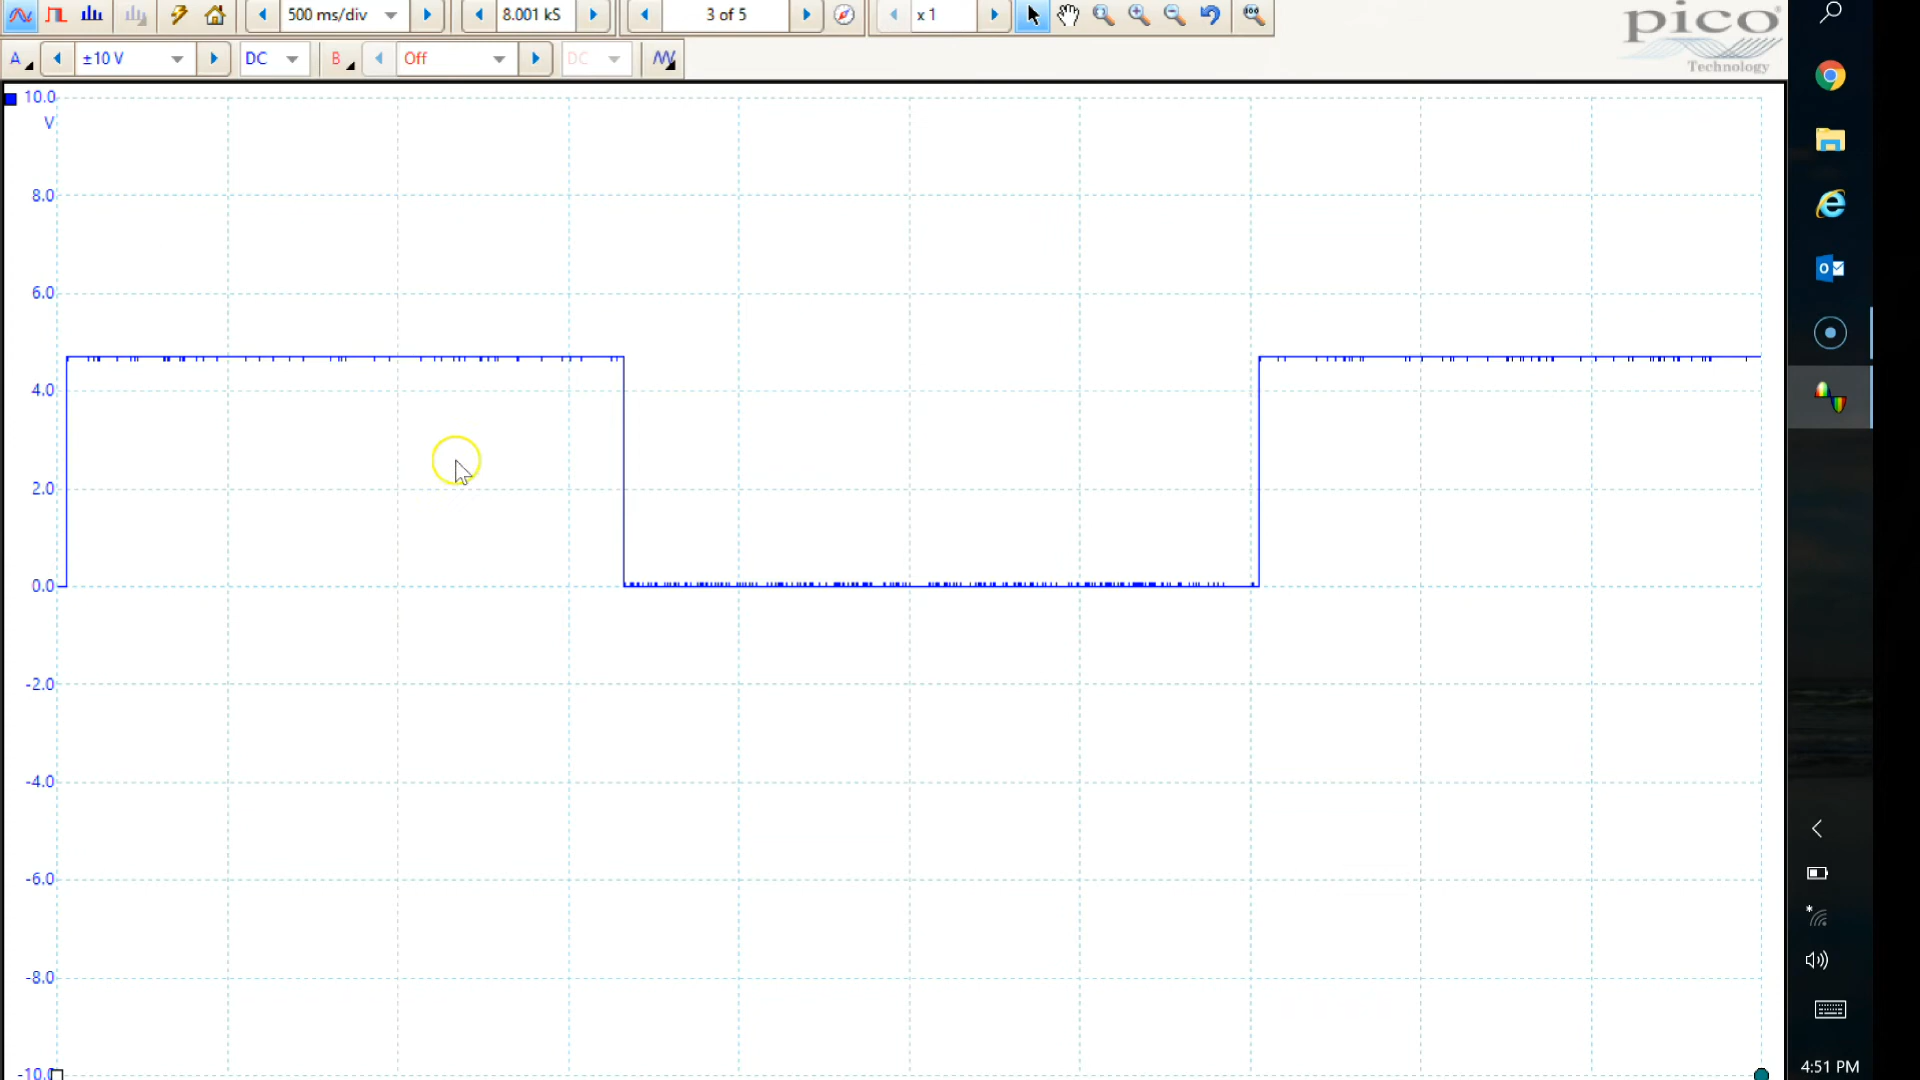 500 ms/div 8.001 kS 3 of 5 x 1
pico
Technology
A ±10 V DC B Off DC
10.0
V
8.0
6.0
4.0
2.0
0.0
-2.0
-4.0
-6.0
-8.0
-10.0
4:51 PM